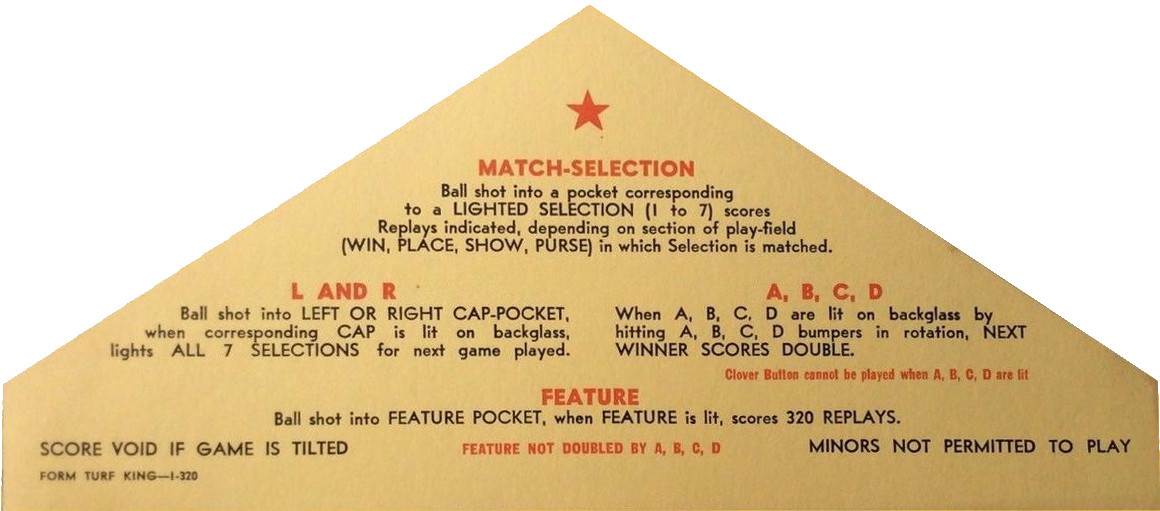 MATCH-SELECTION
Ball shot into a pocket corresponding
to a LIGHTED SELECTION (1 to 7) scores
Replays indicated, depending on section of play-field
(WIN, PLACE, SHOW, PURSE) in which Selection is matched.
L AND R
Ball shot into LEFT OR RIGHT CAP-POCKET,
when corresponding CAP is lit on backglass,
lights ALL 7 SELECTIONS for next game played.
A, B, C, D
When A, B, C, D are lit on backglass by
hitting A, B, C, D bumpers in rotation, NEXT
WINNER SCORES DOUBLE.
Clover Button cannot be played when A, B, C, D are lit
FEATURE
Ball shot into FEATURE POCKET, when FEATURE is lit, scores 320 REPLAYS.
SCORE VOID IF GAME IS TILTED
FEATURE NOT DOUBLED BY A, B, C, D
MINORS NOT PERMITTED TO PLAY
FORM TURF KING—1-320